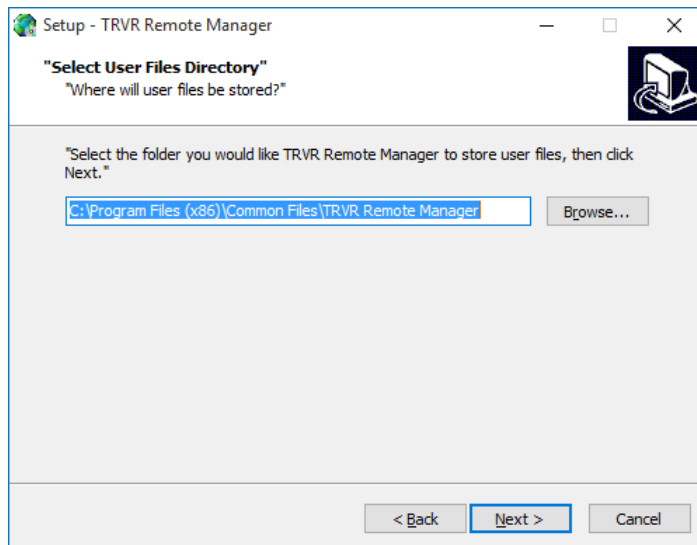 Setup - TRVR Remote Manager
"Select User Files Directory"
"Where will user files be stored?"
"Select the folder you would like TRVR Remote Manager to store user files, then click
Next."
C:\Program Files (x86)\Common Files\TRVR Remote Manager
Browse...
< Back
Next >
Cancel